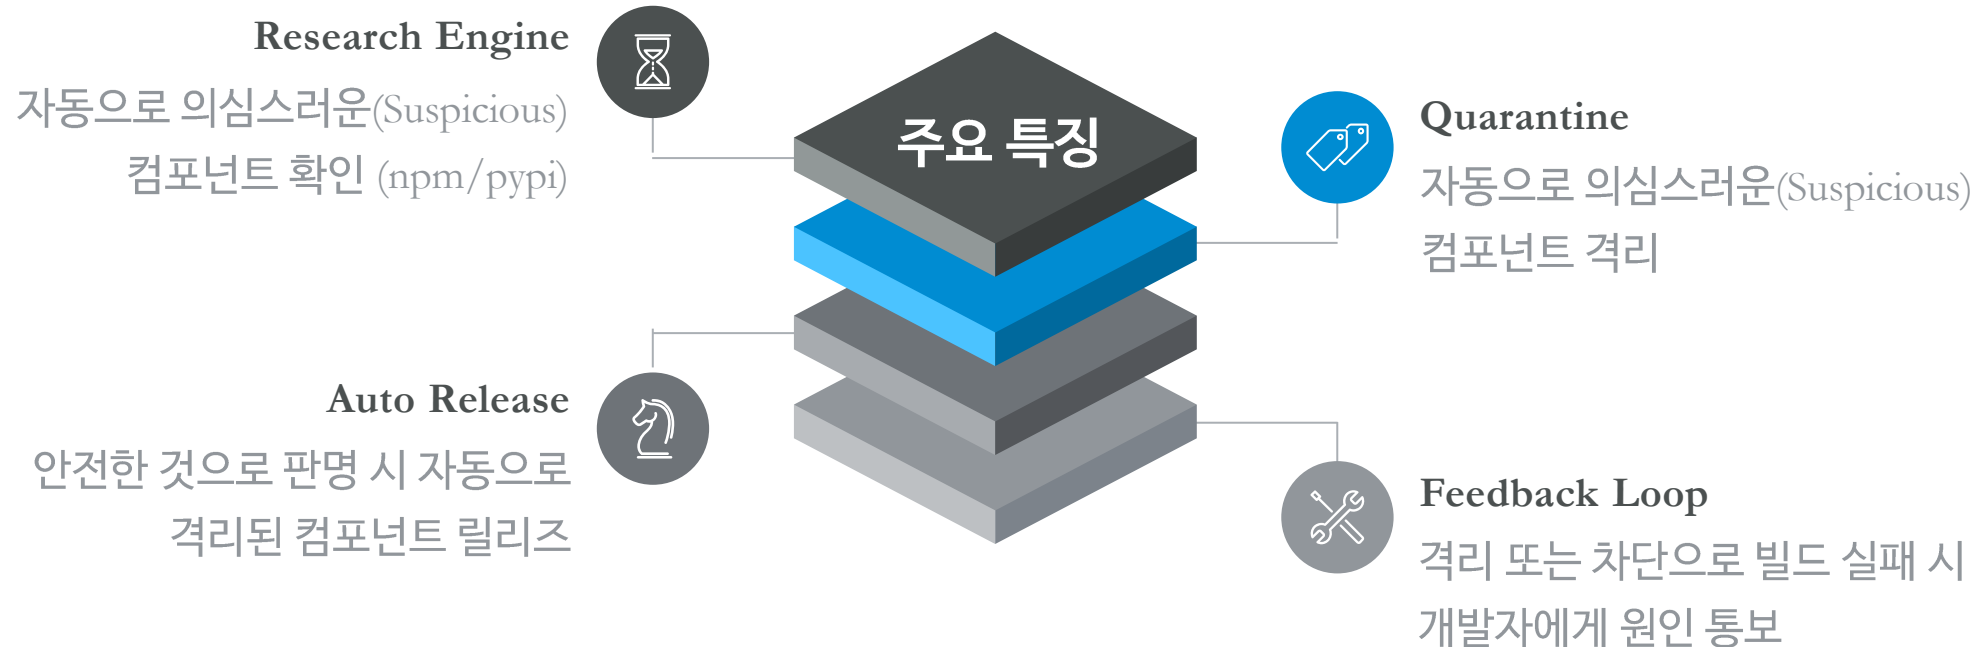 Research Engine
자동으로 의심스러운(Suspicious)
컴포넌트 확인 (npm/pypi)
주요 특징
Quarantine
자동으로 의심스러운(Suspicious)
컴포넌트 격리
Auto Release
안전한 것으로 판명 시 자동으로
격리된 컴포넌트 릴리즈
Feedback Loop
격리 또는 차단으로 빌드 실패 시
개발자에게 원인 통보